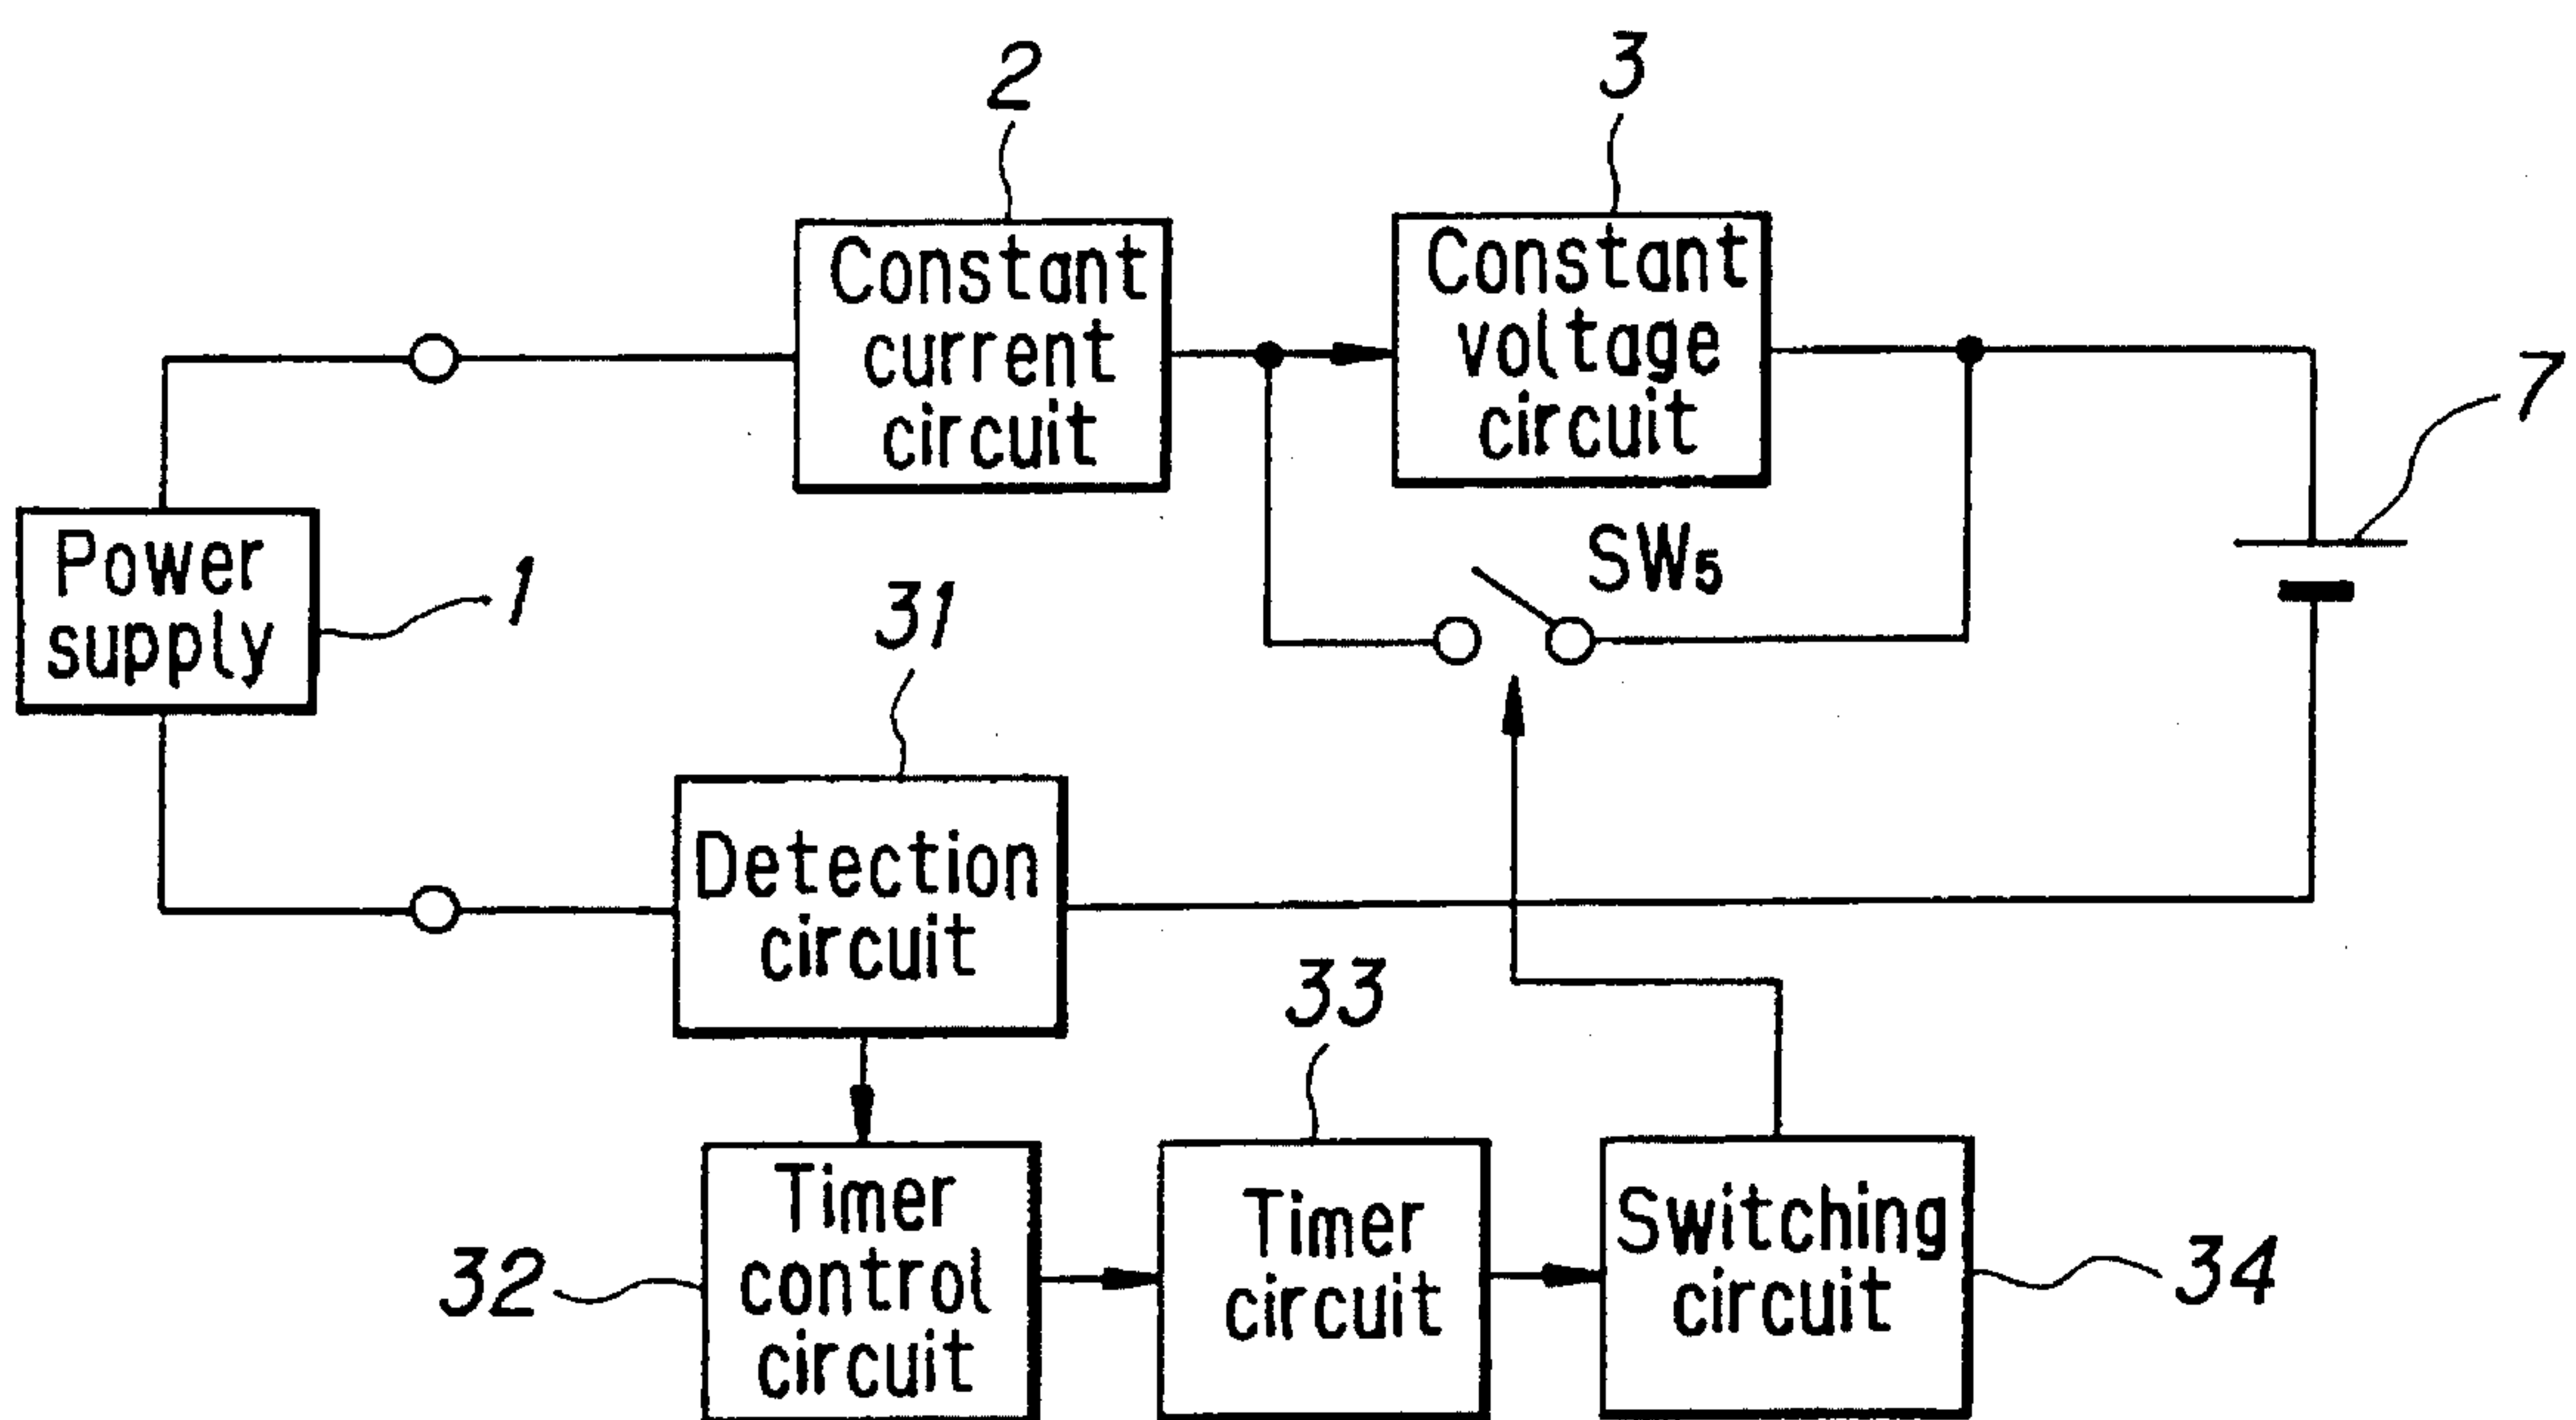 2
3
Constant
current
circuit
Constant
voltage
circuit
7
Power
supply
1
SW5
31
Detection
circuit
33
32
Timer
control
circuit
Timer
circuit
Switching
circuit
34